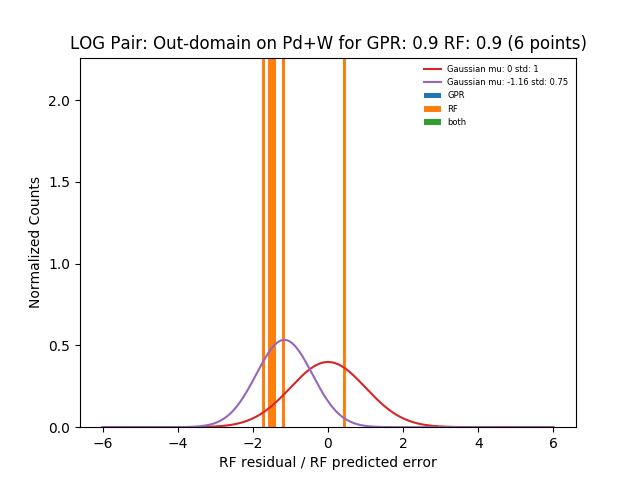 LOG Pair: Out-domain on Pd+W for GPR: 0.9 RF: 0.9 (6 points)
Gaussian mu: 0 std: 1
Gaussian mu: -1.16 std: 0.75
GPR
RF
both
Normalized Counts
2.0
1.5
1.0
0.5
0.0
−6 −4 −2 0 2 4 6
RF residual / RF predicted error